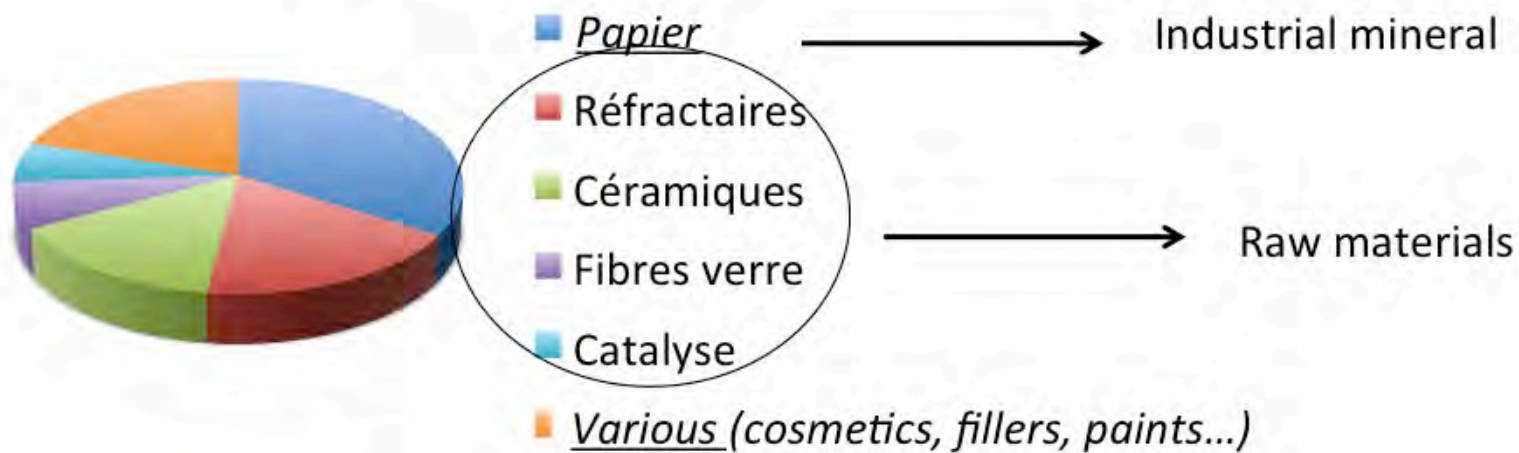 Papier
Industrial mineral
Réfractaires
Céramiques
Fibres verre
Raw materials
Catalyse
Various (cosmetics, fillers, paints...)